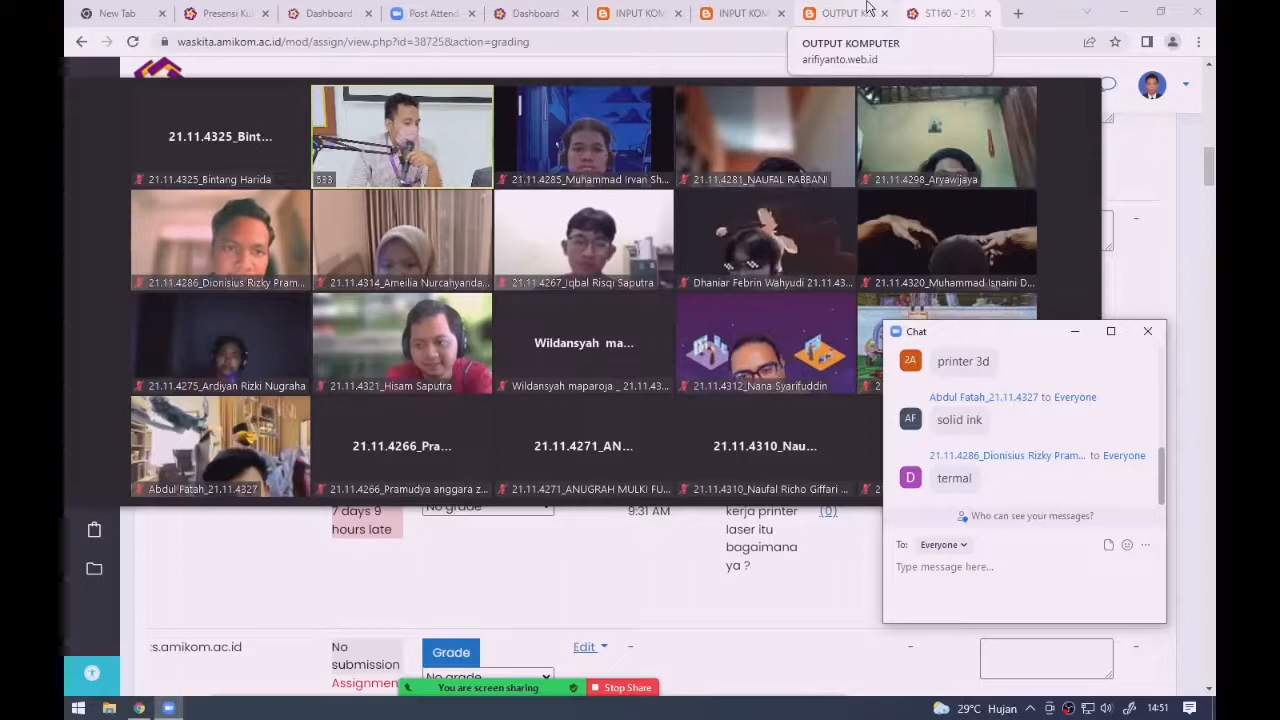 New Tab
Presensi Ku
Dashboard
Post Attend
Dashboard
INPUT KOM
INPUT KOM
OUTPUT K
ST160 - 215
waskita.amikom.ac.id/mod/assign/view.php?id=38725&action=grading
OUTPUT KOMPUTER
arifiyanto.web.id
21.11.4325_Bint...
21.11.4325_Bintang Harida
533
21.11.4285_Muhammad Irvan Sh...
21.11.4281_NAUFAL RABBANI
21.11.4298_Aryawijaya
21.11.4286_Dionisius Rizky Pram...
21.11.4314_Ameilia Nurcahyanda...
21.11.4267_Iqbal Risqi Saputra
Dhaniar Febrin Wahyudi 21.11.43...
21.11.4320_Muhammad Isnaini D...
21.11.4275_Ardiyan Rizki Nugraha
21.11.4321_Hisam Saputra
Wildansyah ma...
Wildansyah maparoja _ 21.11.43...
21.11.4312_Nana Syarifuddin
Abdul Fatah_21.11.4327
21.11.4266_Pra...
21.11.4266_Pramudya anggara z...
21.11.4271_AN...
21.11.4271_ANUGRAH MULKI FU...
21.11.4310_Nau...
21.11.4310_Naufal Richo Giffari ...
Chat
2A
printer 3d
Abdul Fatah_21.11.4327 to Everyone
AF
solid ink
21.11.4286_Dionisius Rizky Pram... to Everyone
D
termal
Who can see your messages?
To: Everyone
Type message here...
7 days 9
hours late
No grade
9:31 AM
kerja printer
laser itu
bagaimana
ya ?
(0)
:s.amikom.ac.id
No
submission
Assignmen
Grade
No grade
Edit
-
-
-
-
You are screen sharing
Stop Share
29°C Hujan
14:51